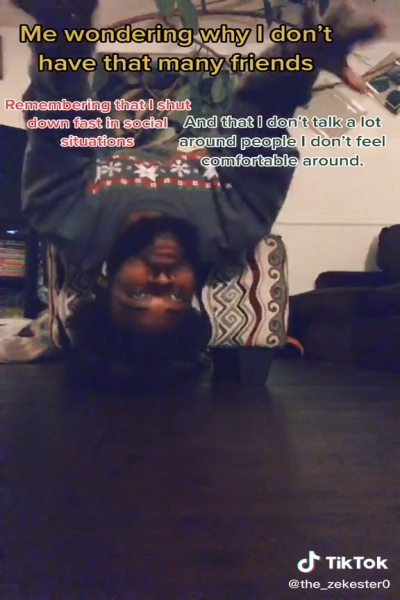 Me wondering why I don't
have that many friends
Remembering that I shut
down fast in social
situations
And that I don't talk a lot
around people I don't feel
comfortable around.
TikTok
@the_zekester0